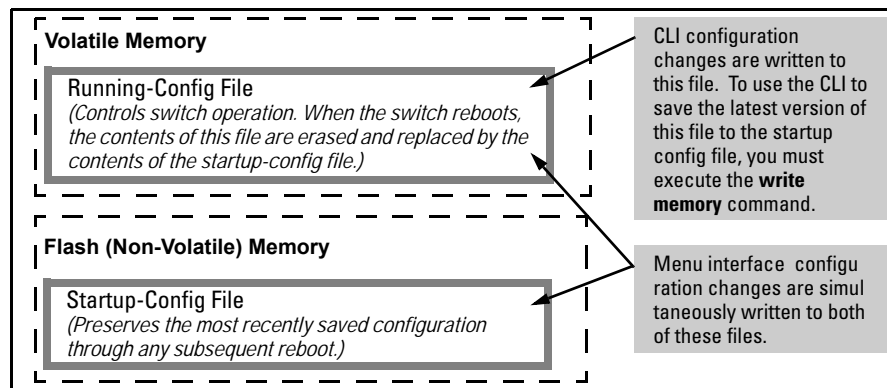 Volatile Memory
Running-Config File
(Controls switch operation. When the switch reboots,
the contents of this file are erased and replaced by the
contents of the startup-config file.)
CLI configuration
changes are written to
this file.  To use the CLI to
save the latest version of
this file to the startup
config file, you must
execute the write
memory command.
Flash (Non-Volatile) Memory
Startup-Config File
(Preserves the most recently saved configuration
through any subsequent reboot.)
Menu interface  configu
ration changes are simul
taneously written to both
of these files.